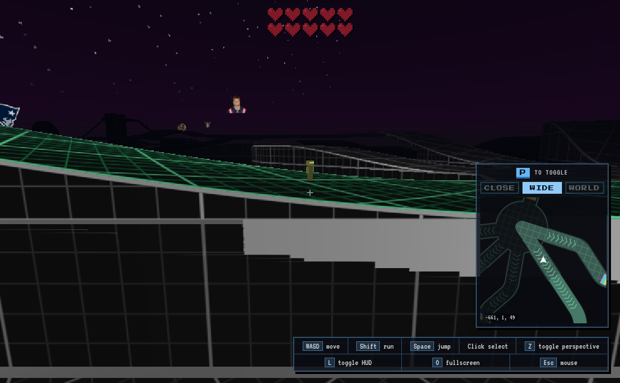 P TO TOGGLE
CLOSE WIDE WORLD
-661, 1, 49
WASD move Shift run Space jump Click select Z toggle perspective
L toggle HUD O fullscreen Esc mouse